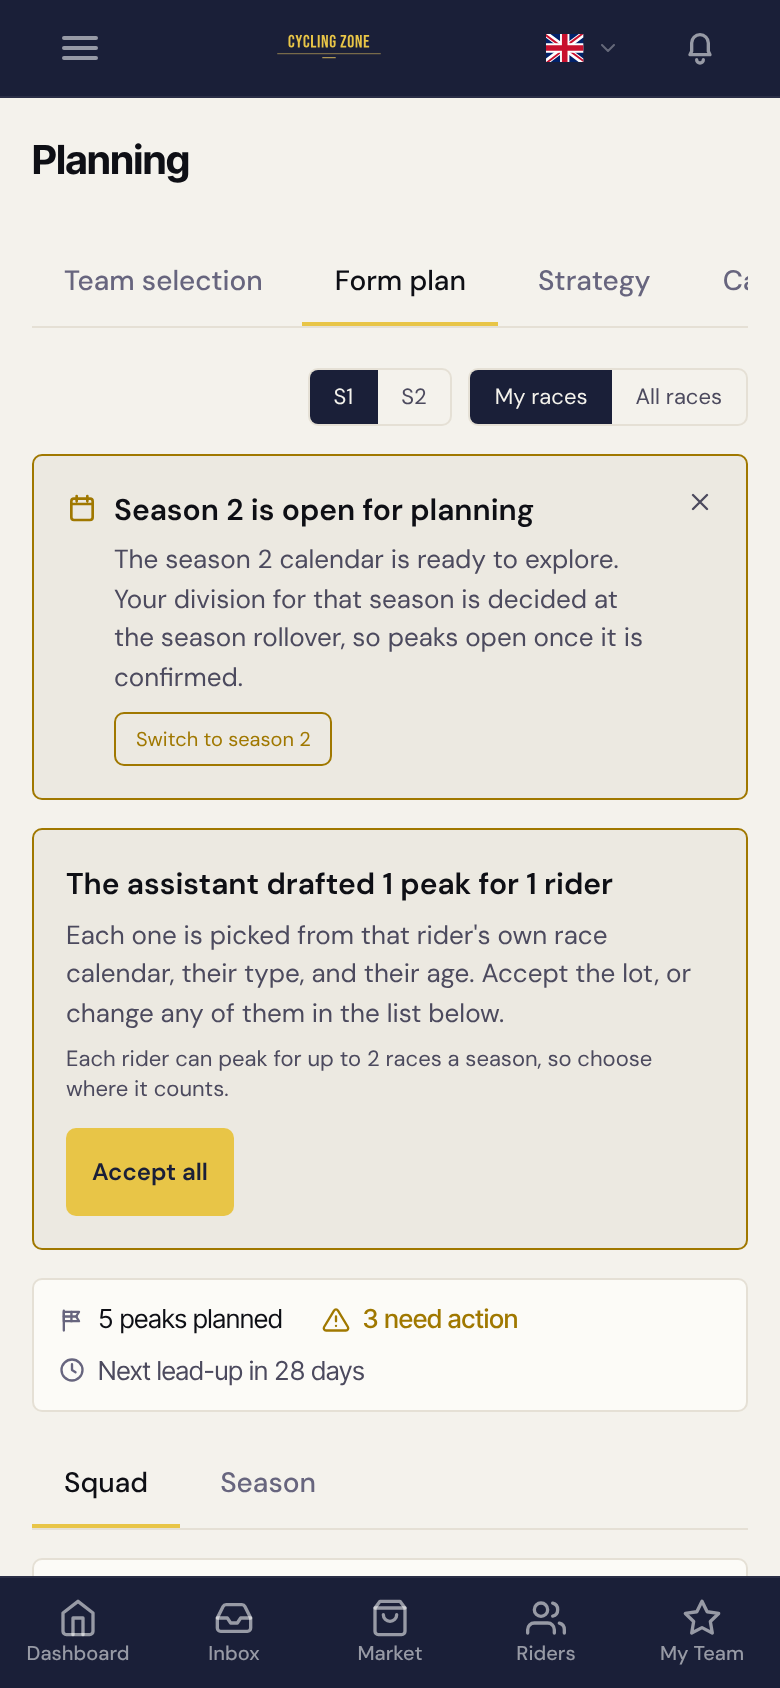 CYCLING ZONE
Planning
Team selection Form plan Strategy Ca
S1 S2 My races All races
Season 2 is open for planning
The season 2 calendar is ready to explore.
Your division for that season is decided at
the season rollover, so peaks open once it is
confirmed.
Switch to season 2
The assistant drafted 1 peak for 1 rider
Each one is picked from that rider's own race
calendar, their type, and their age. Accept the lot, or
change any of them in the list below.
Each rider can peak for up to 2 races a season, so choose
where it counts.
Accept all
5 peaks planned 3 need action
Next lead-up in 28 days
Squad Season
Dashboard Inbox Market Riders My Team